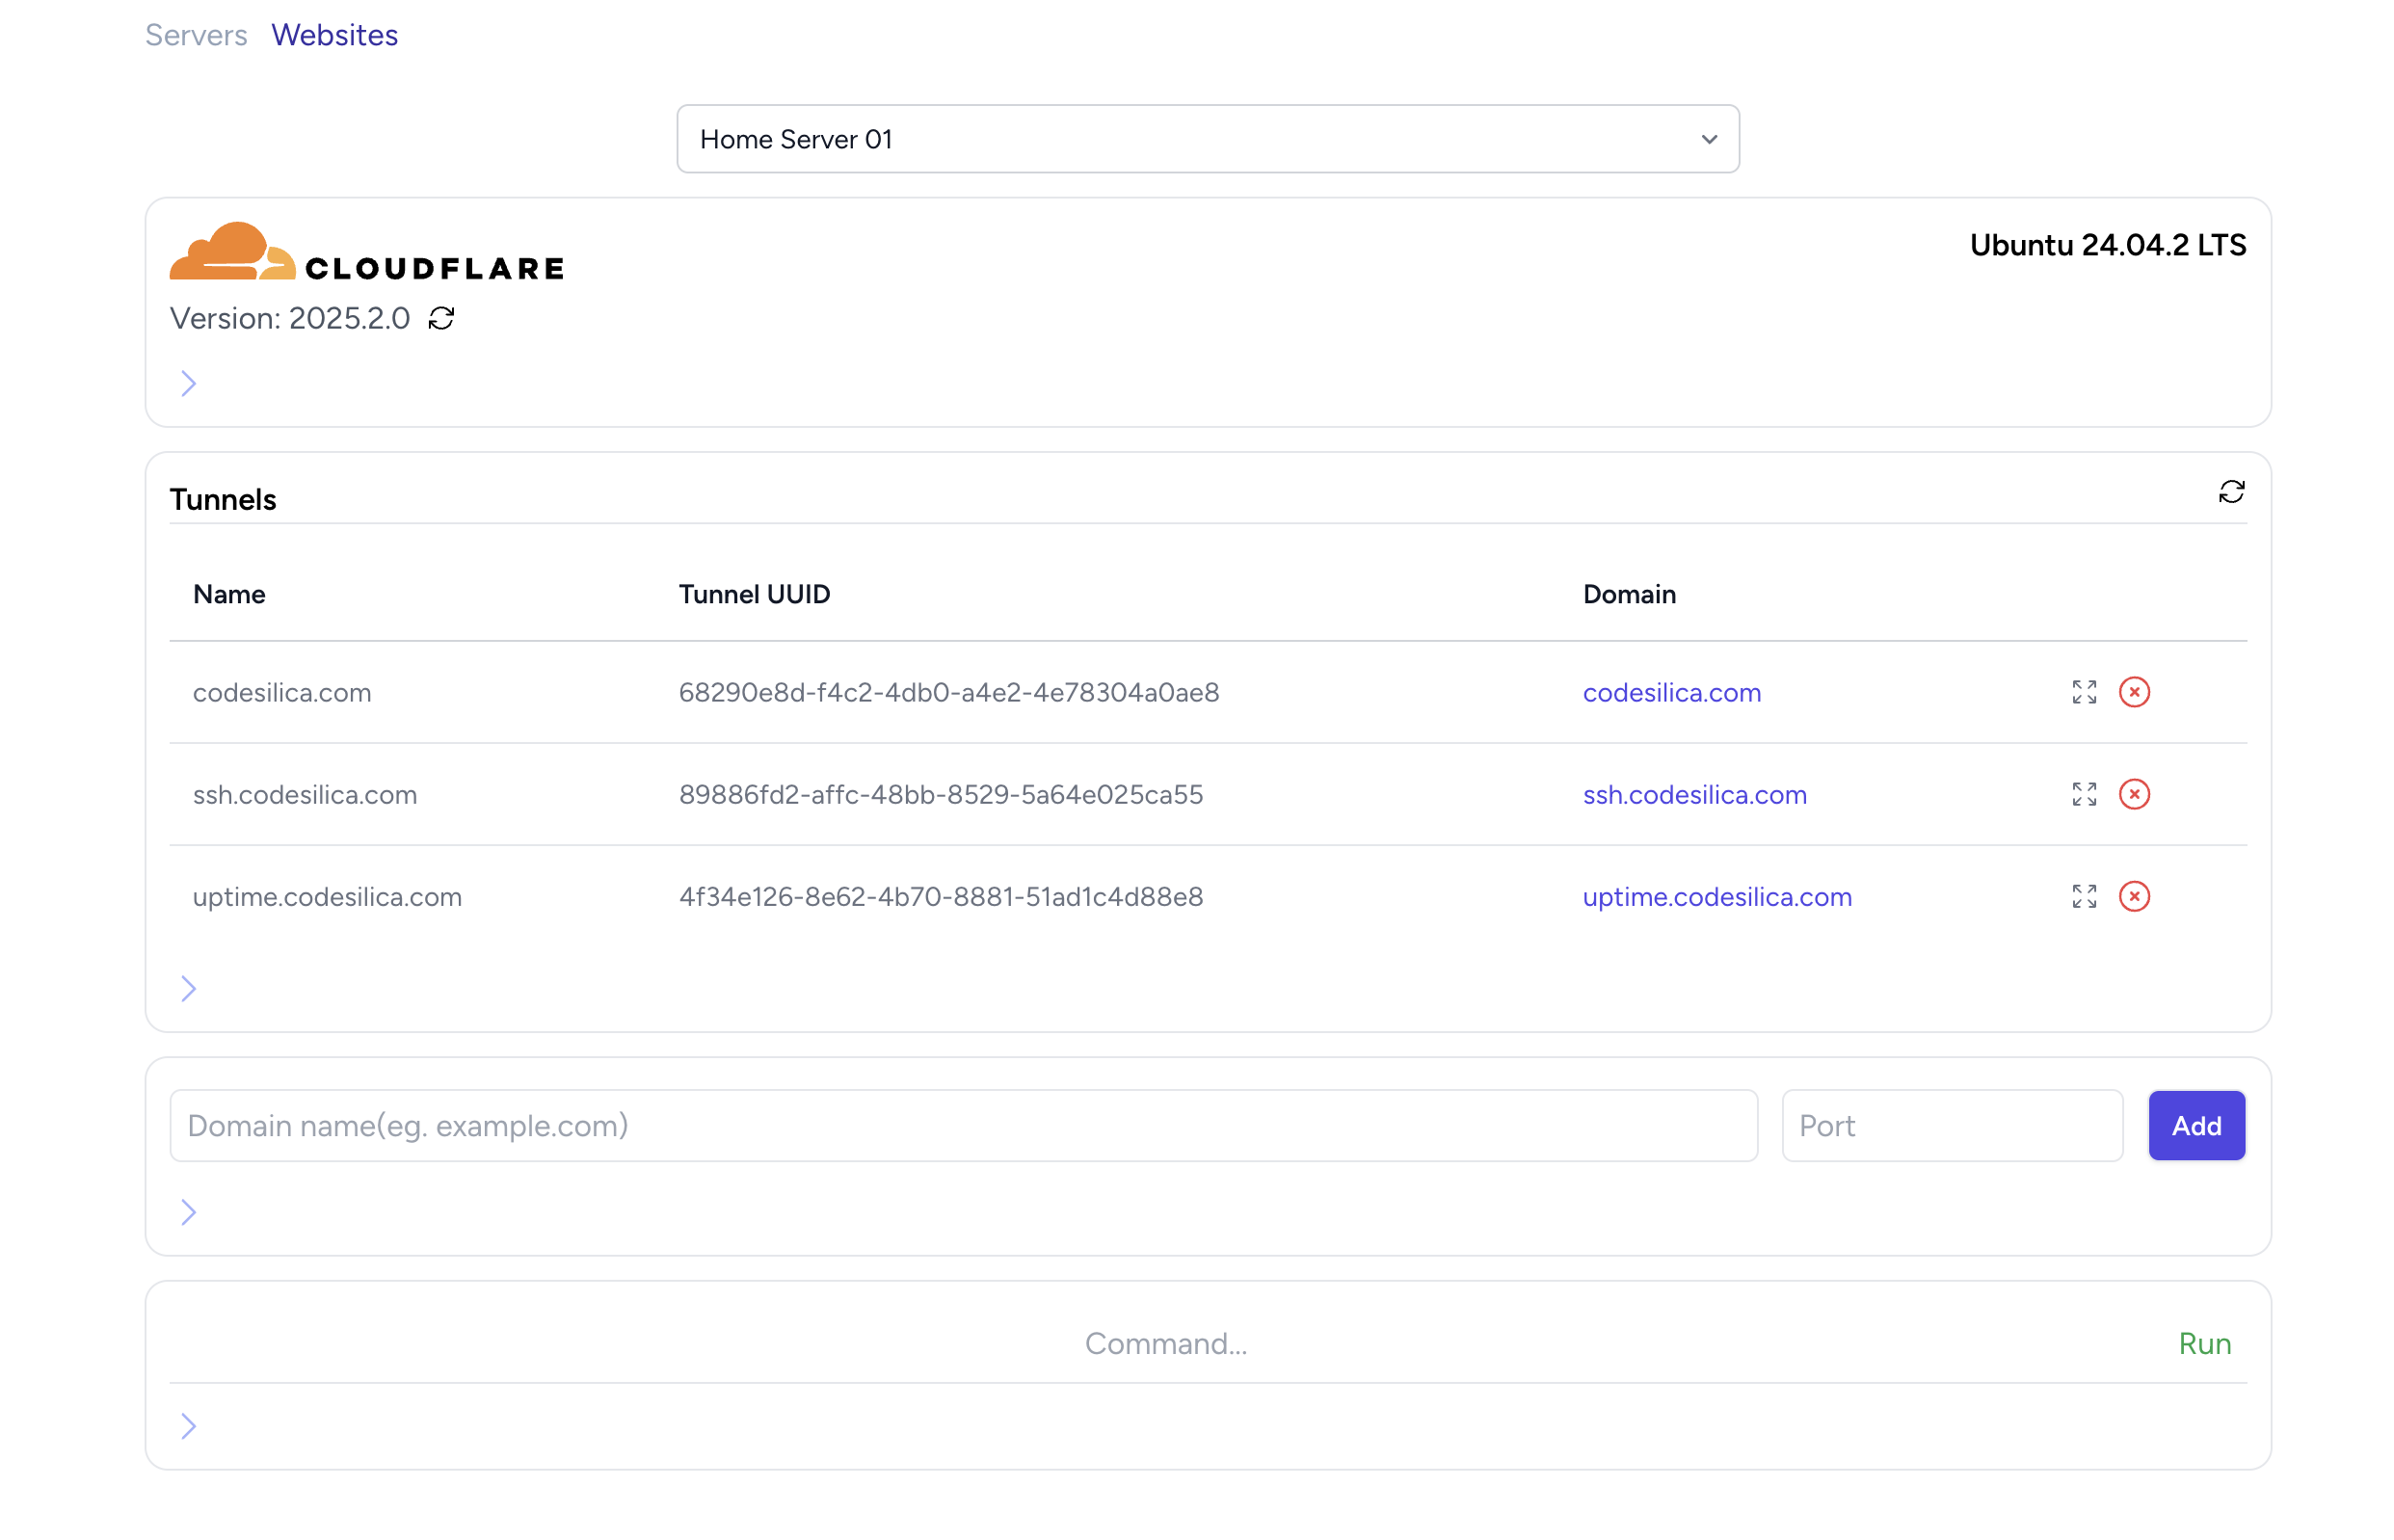 Servers Websites
Home Server 01
CLOUDFLARE
Ubuntu 24.04.2 LTS
Version: 2025.2.0
Tunnels
Name Tunnel UUID Domain
codesilica.com 68290e8d-f4c2-4db0-a4e2-4e78304a0ae8 codesilica.com
ssh.codesilica.com 89886fd2-affc-48bb-8529-5a64e025ca55 ssh.codesilica.com
uptime.codesilica.com 4f34e126-8e62-4b70-8881-51ad1c4d88e8 uptime.codesilica.com
Domain name(eg. example.com) Port Add
Command... Run